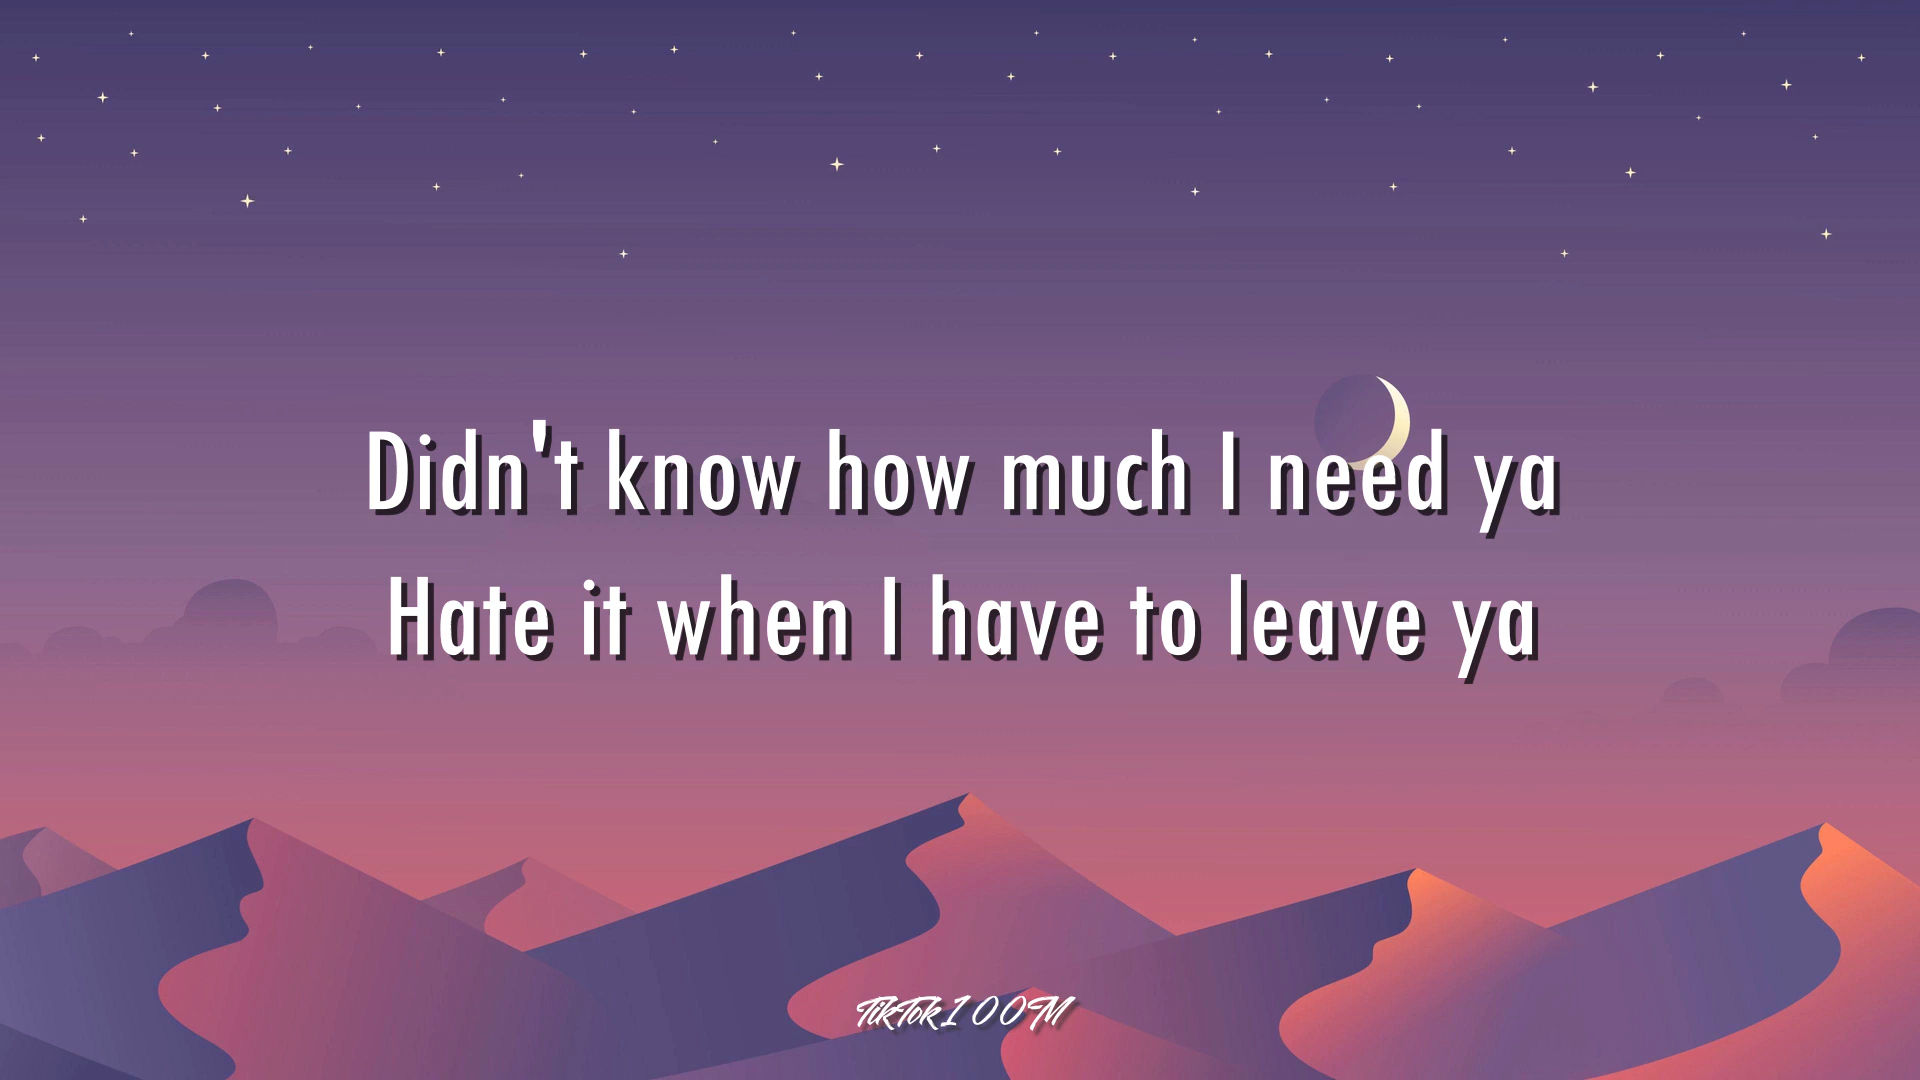 Didn't know how much I need ya
Hate it when I have to leave ya
TikTok100M